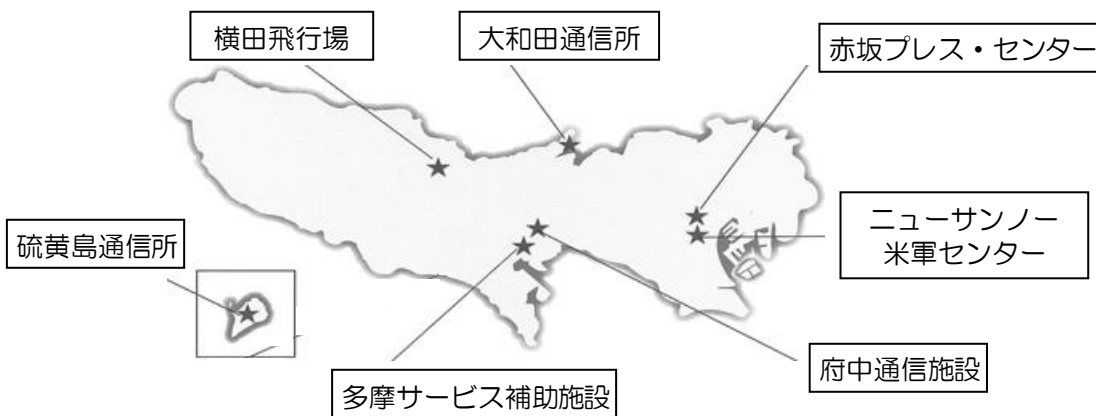 横田飛行場
大和田通信所
赤坂プレス・センター
ニューサンノー
米軍センター
硫黄島通信所
府中通信施設
多摩サービス補助施設